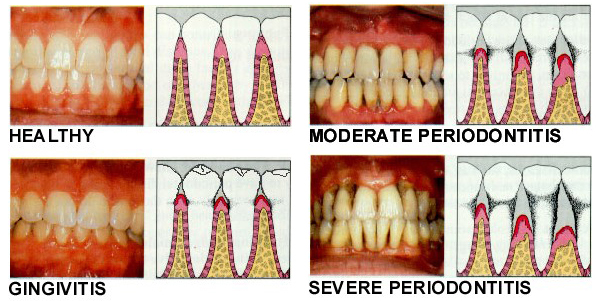 HEALTHY
MODERATE PERIODONTITIS
GINGIVITIS
SEVERE PERIODONTITIS